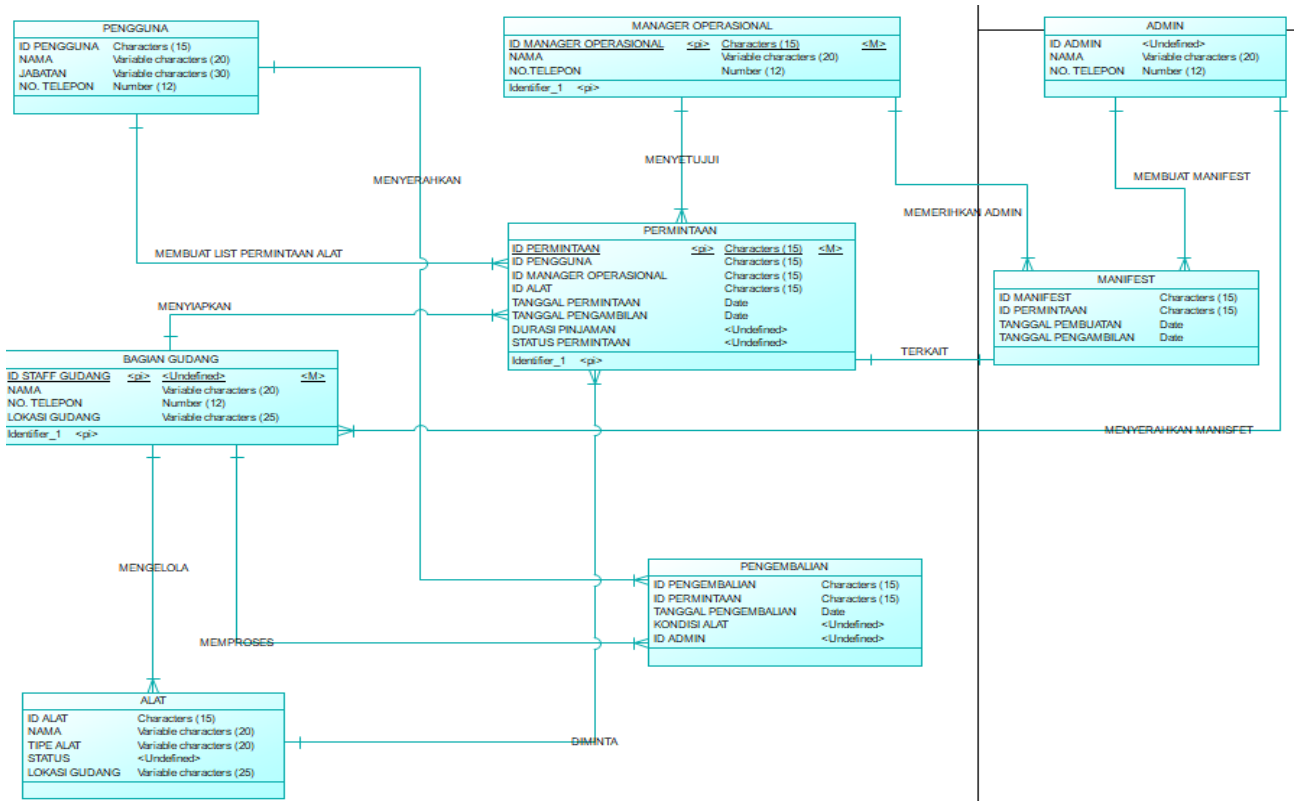 PENGGUNA
ID PENGGUNA Characters (15)
NAMA Variable characters (20)
JABATAN Variable characters (30)
NO. TELEPON Number (12)
MANAGER OPERASIONAL
ID MANAGER OPERASIONAL <pi> Characters (15) <M>
NAMA Variable characters (20)
NO.TELEPON Number (12)
Identifier_1 <pi>
ADMIN
ID ADMIN <Undefined>
NAMA Variable characters (20)
NO. TELEPON Number (12)
MENYETUJUI
MENYERAHKAN
MEMBUAT MANIFEST
MEMERIHKAN ADMIN
MEMBUAT LIST PERMINTAAN ALAT
PERMINTAAN
ID PERMINTAAN <pi> Characters (15) <M>
ID PENGGUNA Characters (15)
ID MANAGER OPERASIONAL Characters (15)
ID ALAT Characters (15)
TANGGAL PERMINTAAN Date
TANGGAL PENGAMBILAN Date
DURASI PINJAMAN <Undefined>
STATUS PERMINTAAN <Undefined>
Identifier_1 <pi>
MANIFEST
ID MANIFEST Characters (15)
ID PERMINTAAN Characters (15)
TANGGAL PEMBUATAN Date
TANGGAL PENGAMBILAN Date
MENYIAPKAN
TERKAIT
BAGIAN GUDANG
ID STAFF GUDANG <pi> <Undefined> <M>
NAMA Variable characters (20)
NO. TELEPON Number (12)
LOKASI GUDANG Variable characters (25)
Identifier_1 <pi>
MENYERAHKAN MANISFET
MENGELOLA
PENGEMBALIAN
ID PENGEMBALIAN Characters (15)
ID PERMINTAAN Characters (15)
TANGGAL PENGEMBALIAN Date
KONDISI ALAT <Undefined>
ID ADMIN <Undefined>
MEMPROSES
ALAT
ID ALAT Characters (15)
NAMA Variable characters (20)
TIPE ALAT Variable characters (20)
STATUS <Undefined>
LOKASI GUDANG Variable characters (25)
DIMINTA